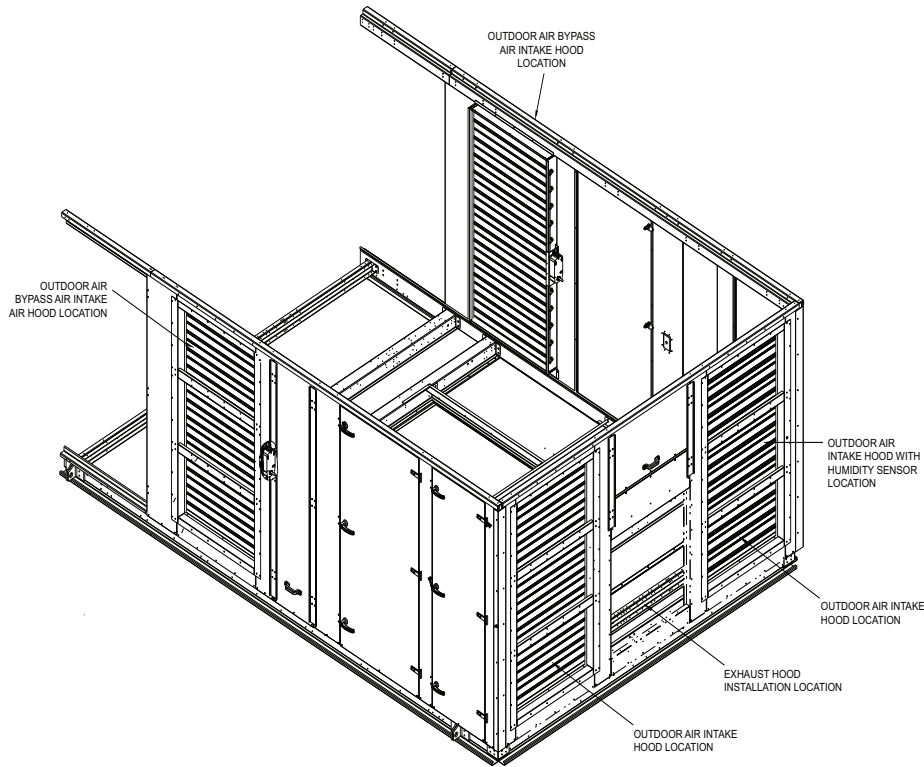 OUTDOOR AIR BYPASS
AIR INTAKE HOOD
LOCATION
OUTDOOR AIR
BYPASS AIR INTAKE
AIR HOOD LOCATION
OUTDOOR AIR
INTAKE HOOD WITH
HUMIDITY SENSOR
LOCATION
OUTDOOR AIR INTAKE
HOOD LOCATION
EXHAUST HOOD
INSTALLATION LOCATION
OUTDOOR AIR INTAKE
HOOD LOCATION